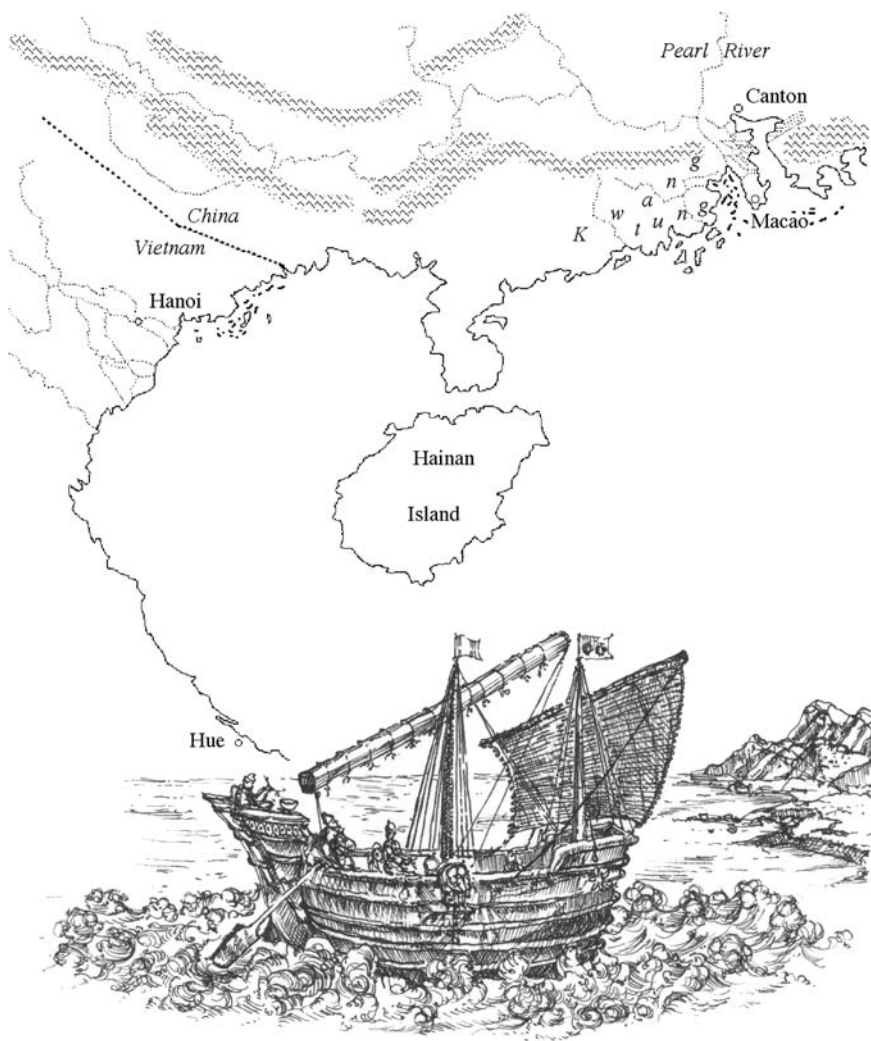 Pearl River
Canton
Macao
K w a n g
t u n g
China
Vietnam
Hanoi
Hainan
Island
Hue